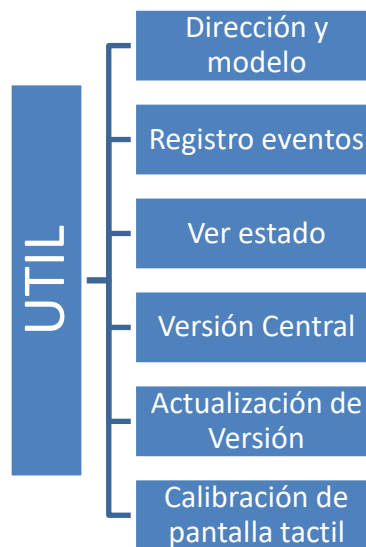 UTIL
Dirección y
modelo
Registro eventos
Ver estado
Versión Central
Actualización de
Versión
Calibración de
pantalla tactil